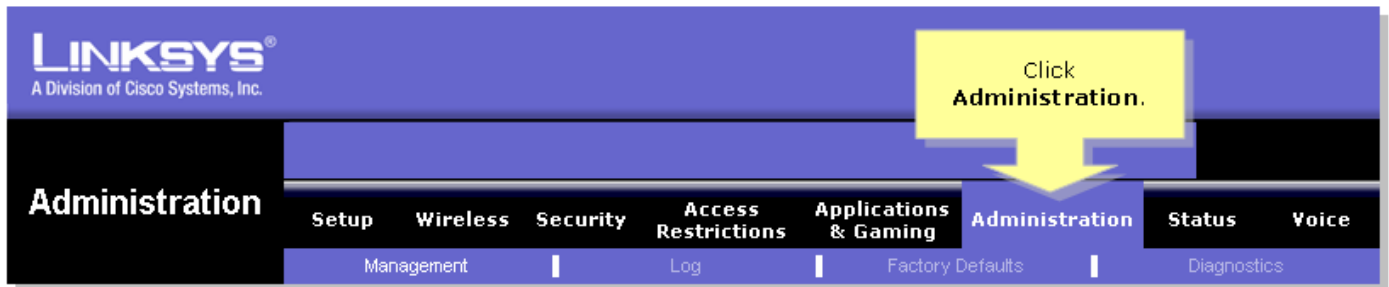 LINKSYS®
A Division of Cisco Systems, Inc.
Click
Administration.
Administration
Setup Wireless Security Access Restrictions Applications & Gaming Administration Status Voice
Management Log Factory Defaults Diagnostics